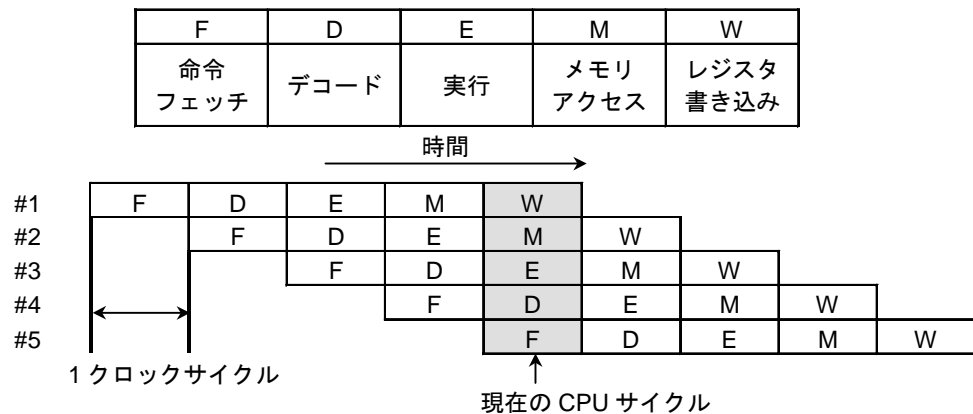 F D E M W
命令
フェッチ
デコード
実行
メモリ
アクセス
レジスタ
書き込み
時間
#1 F D E M W
#2 F D E M W
#3 F D E M W
#4 F D E M W
#5 F D E M W
1 クロックサイクル
現在の CPU サイクル